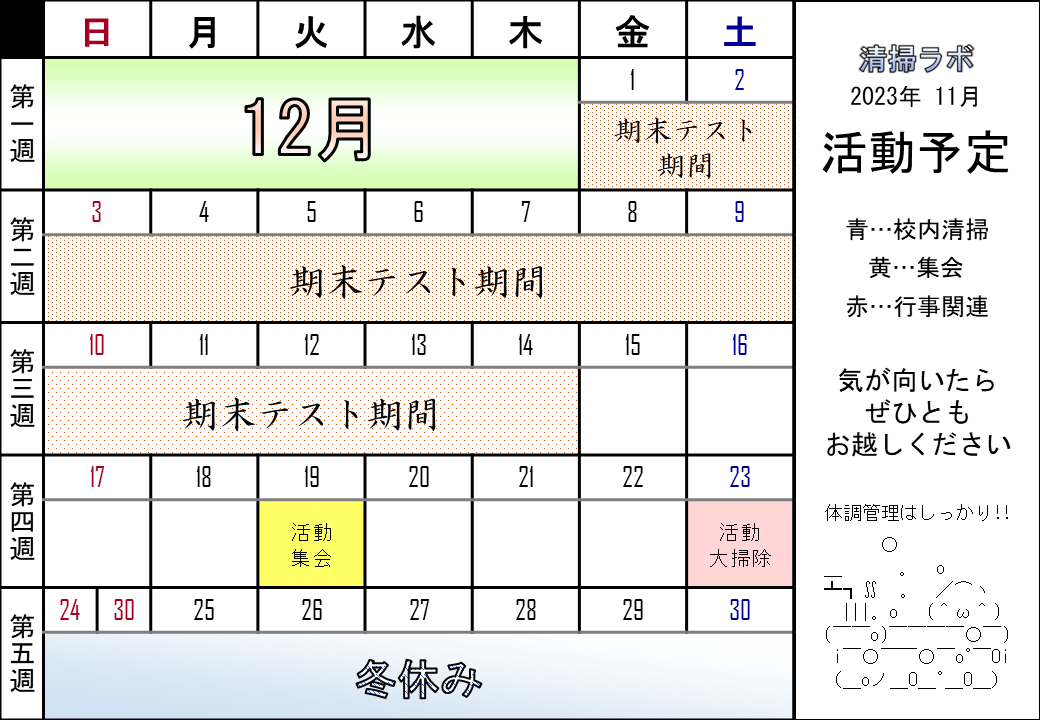 日 月 火 水 木 金 土
第一週
12月
1 2
期末テスト
期間
第二週
3 4 5 6 7 8 9
期末テスト期間
第三週
10 11 12 13 14 15 16
期末テスト期間
第四週
17 18 19 20 21 22 23
活動
集会
活動
大掃除
第五週
24 30 25 26 27 28 29 30
冬休み
清掃ラボ
2023年 11月
活動予定
青…校内清掃
黄…集会
赤…行事関連
気が向いたら
ぜひとも
お越しください
体調管理はしっかり!!